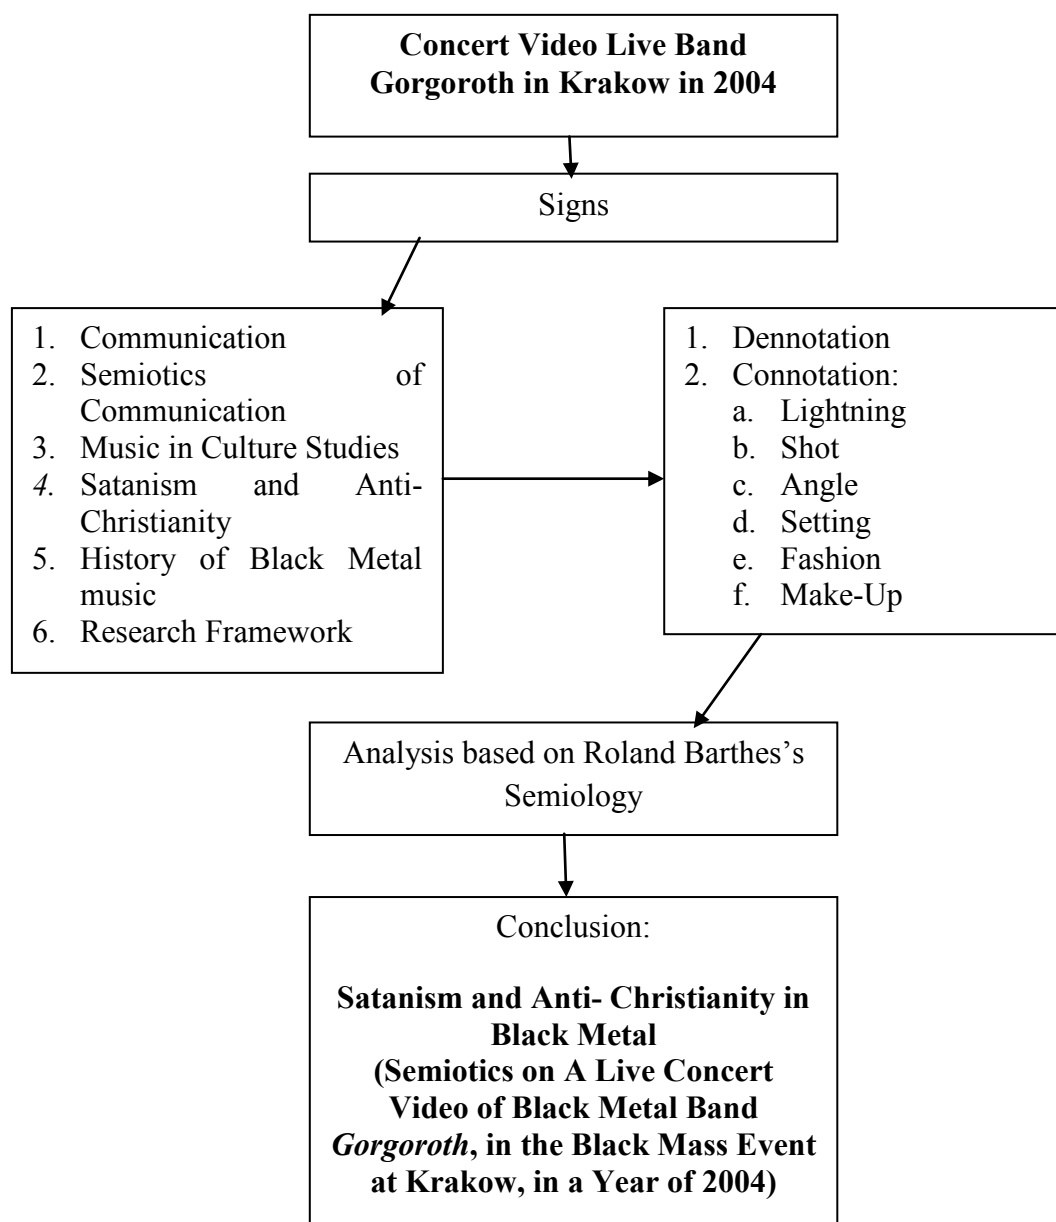 Concert Video Live Band
Gorgoroth in Krakow in 2004
Signs
1. Communication
2. Semiotics of
Communication
3. Music in Culture Studies
4. Satanism and Anti-
Christianity
5. History of Black Metal
music
6. Research Framework
1. Dennotation
2. Connotation:
a. Lightning
b. Shot
c. Angle
d. Setting
e. Fashion
f. Make-Up
Analysis based on Roland Barthes’s
Semiology
Conclusion:
Satanism and Anti- Christianity in
Black Metal
(Semiotics on A Live Concert
Video of Black Metal Band
Gorgoroth, in the Black Mass Event
at Krakow, in a Year of 2004)